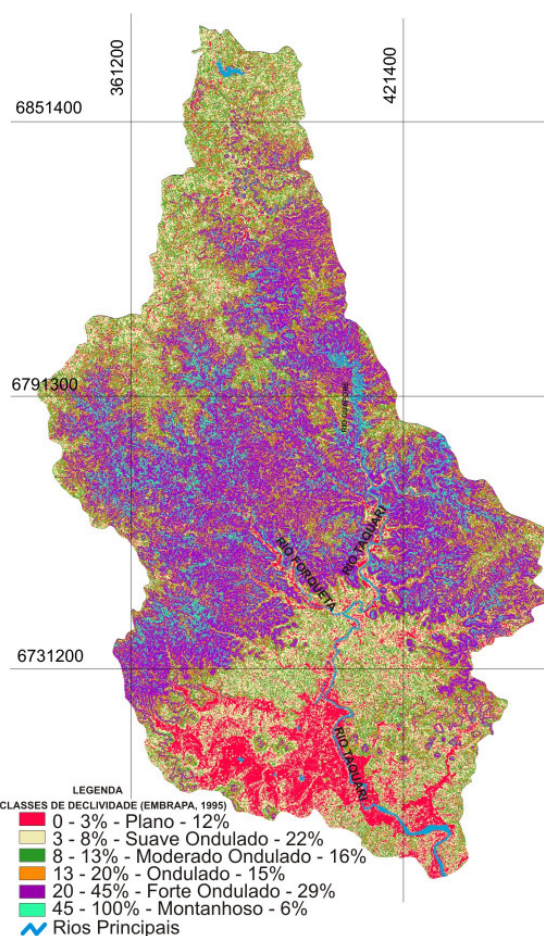 361200
421400
6851400
6791300
RIO GUAPORÉ
RIO TAQUARI
RIO FORQUETA
6731200
RIO TAQUARI
LEGENDA
CLASSES DE DECLIVIDADE (EMBRAPA, 1995)
0 - 3% - Plano - 12%
3 - 8% - Suave Ondulado - 22%
8 - 13% - Moderado Ondulado - 16%
13 - 20% - Ondulado - 15%
20 - 45% - Forte Ondulado - 29%
45 - 100% - Montanhoso - 6%
Rios Principais